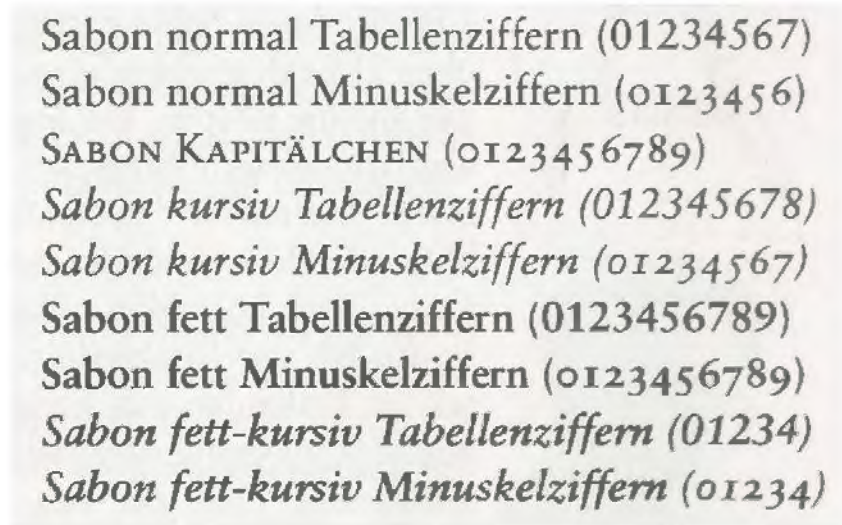 Sabon normal Tabellenziffern (01234567)
Sabon normal Minuskelziffern (0123456)
SABON KAPITÄLCHEN (0123456789)
Sabon kursiv Tabellenziffern (012345678)
Sabon kursiv Minuskelziffern (01234567)
Sabon fett Tabellenziffern (0123456789)
Sabon fett Minuskelziffern (0123456789)
Sabon fett-kursiv Tabellenziffern (01234)
Sabon fett-kursiv Minuskelziffern (01234)